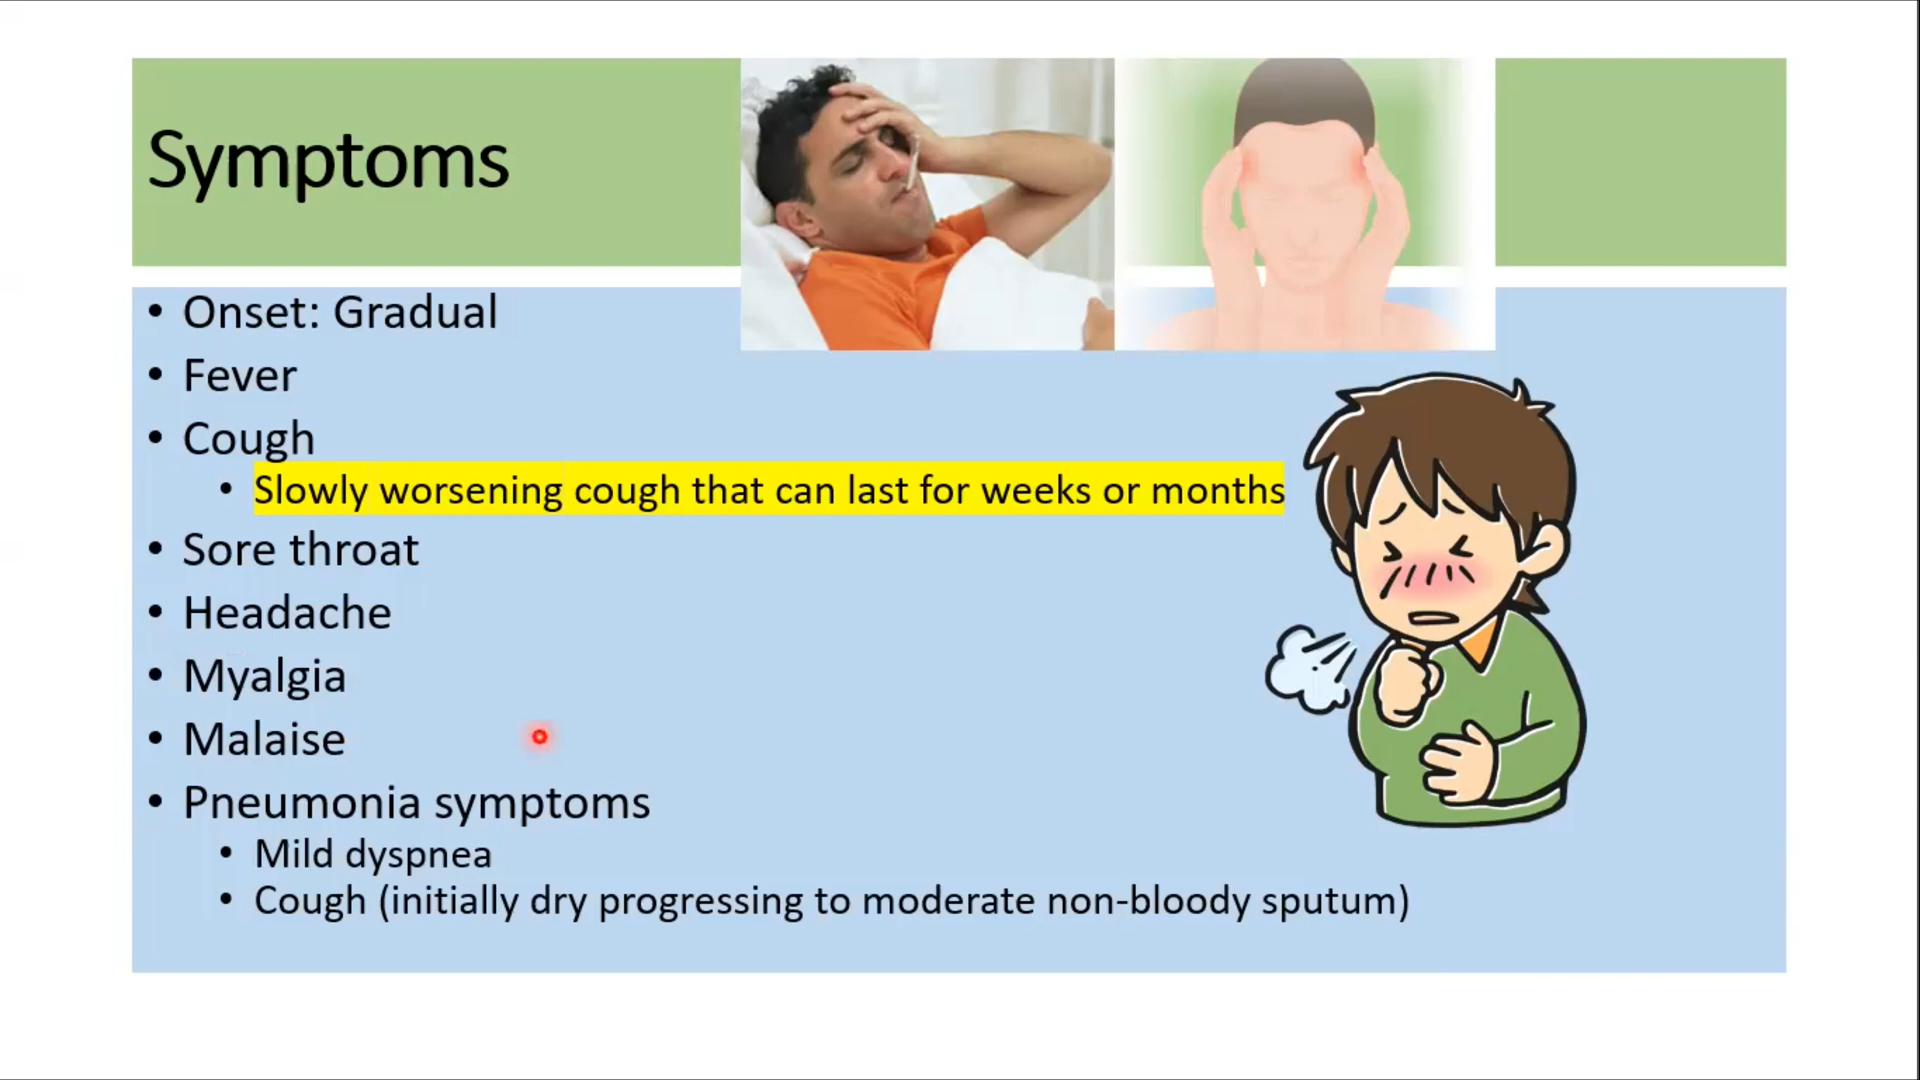 Symptoms
• Onset: Gradual
• Fever
• Cough
• Slowly worsening cough that can last for weeks or months
• Sore throat
• Headache
• Myalgia
• Malaise
• Pneumonia symptoms
• Mild dyspnea
• Cough (initially dry progressing to moderate non-bloody sputum)